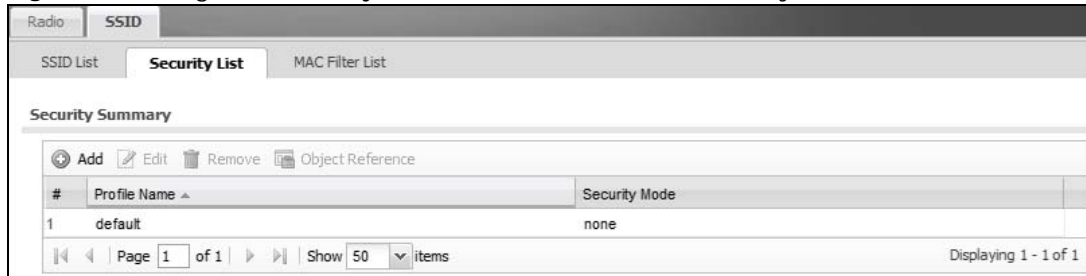 Radio SSID
SSID List Security List MAC Filter List
Security Summary
Add Edit Remove Object Reference
# Profile Name Security Mode
1 default none
Page 1 of 1 Show 50 items Displaying 1 - 1 of 1